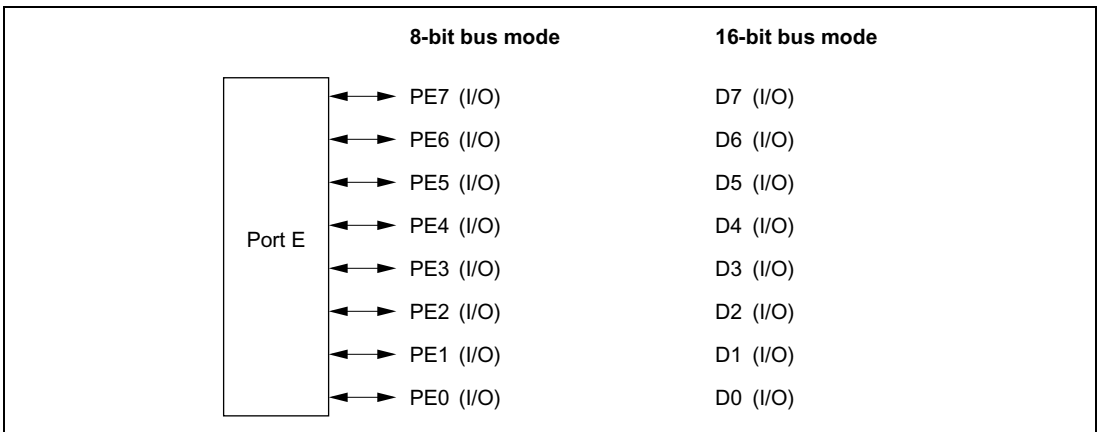 8-bit bus mode 16-bit bus mode
PE7 (I/O) D7 (I/O)
PE6 (I/O) D6 (I/O)
PE5 (I/O) D5 (I/O)
PE4 (I/O) D4 (I/O)
Port E
PE3 (I/O) D3 (I/O)
PE2 (I/O) D2 (I/O)
PE1 (I/O) D1 (I/O)
PE0 (I/O) D0 (I/O)